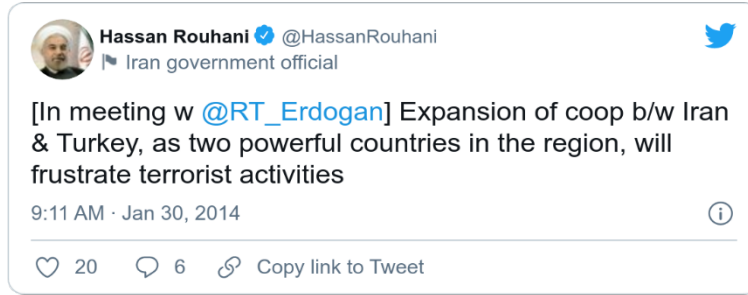 Hassan Rouhani @HassanRouhani
Iran government official
[In meeting w @RT_Erdogan] Expansion of coop b/w Iran
& Turkey, as two powerful countries in the region, will
frustrate terrorist activities
9:11 AM · Jan 30, 2014
20 6 Copy link to Tweet